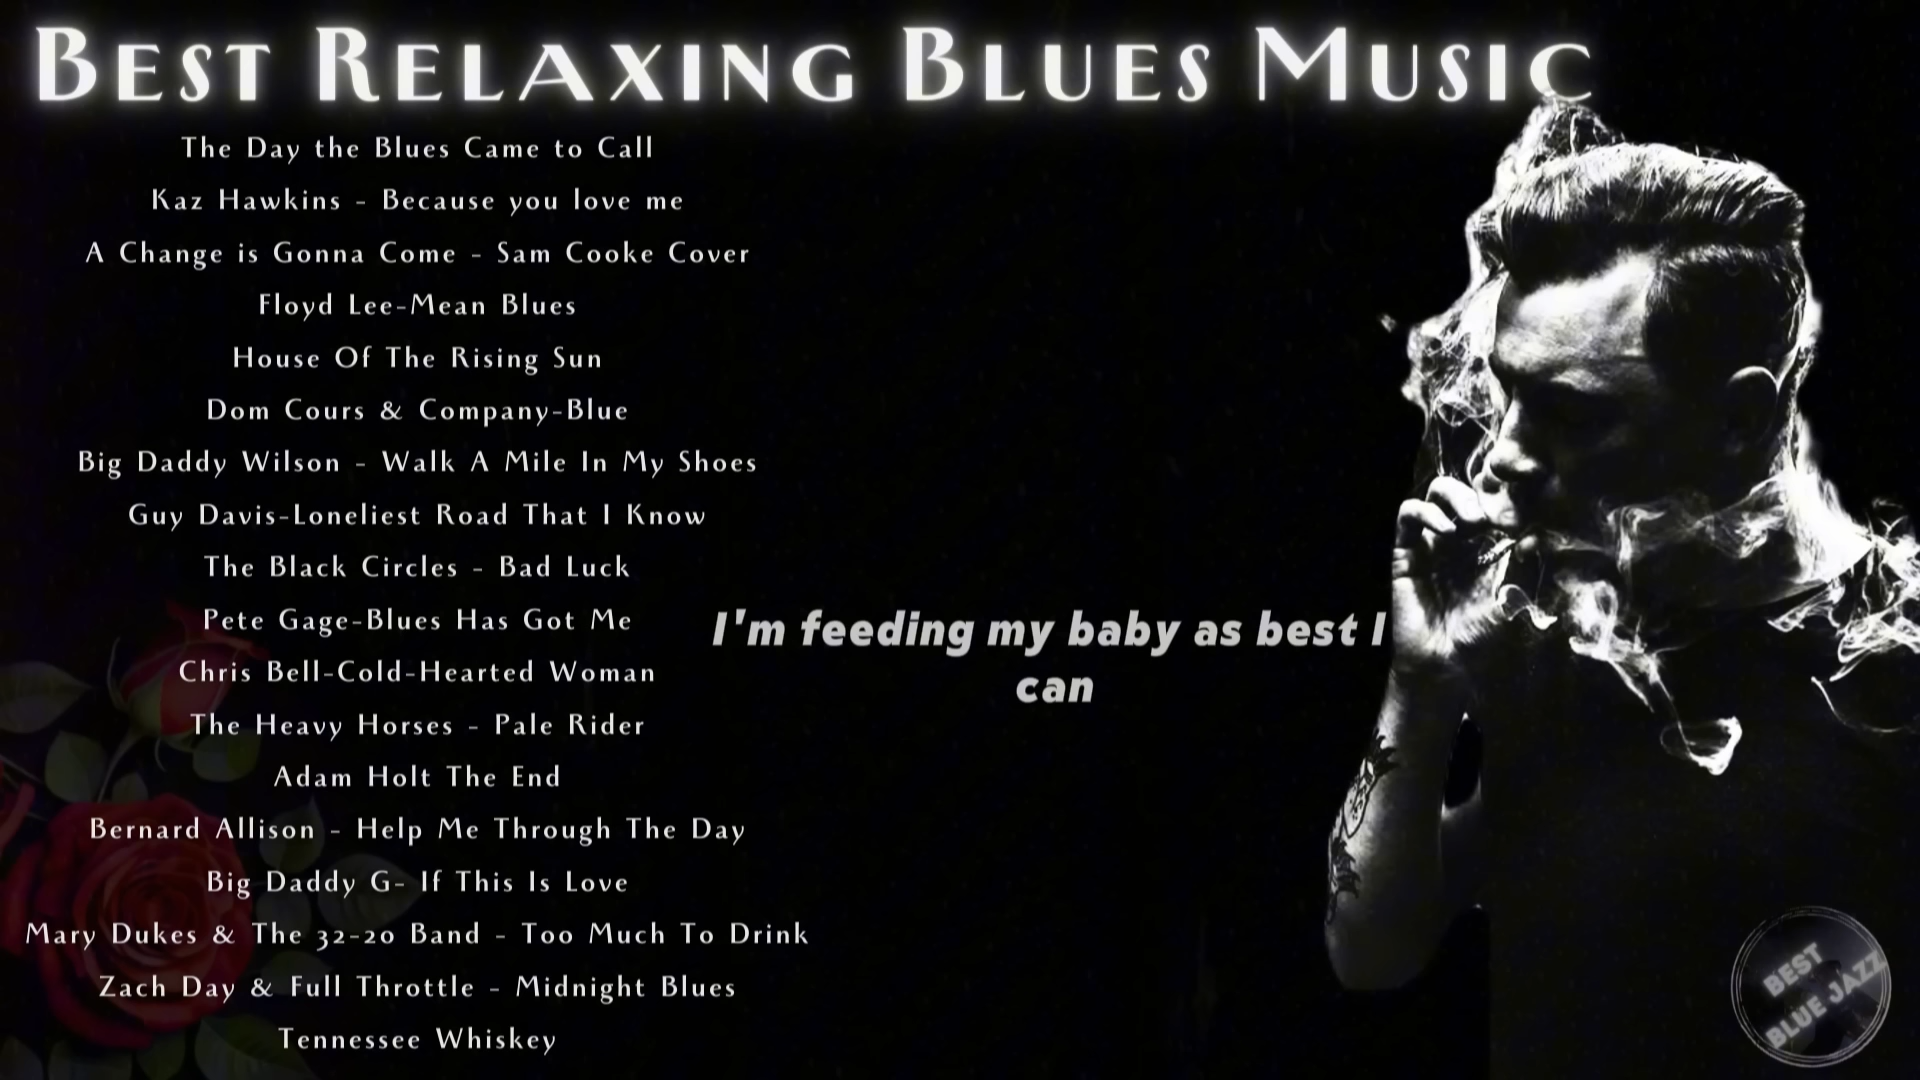 Best Relaxing Blues Music
The Day the Blues Came to Call
Kaz Hawkins - Because you love me
A Change is Gonna Come - Sam Cooke Cover
Floyd Lee-Mean Blues
House Of The Rising Sun
Dom Cours & Company-Blue
Big Daddy Wilson - Walk A Mile In My Shoes
Guy Davis-Loneliest Road That I Know
The Black Circles - Bad Luck
Pete Gage-Blues Has Got Me
Chris Bell-Cold-Hearted Woman
The Heavy Horses - Pale Rider
Adam Holt The End
Bernard Allison - Help Me Through The Day
Big Daddy G- If This Is Love
Mary Dukes & The 32-20 Band - Too Much To Drink
Zach Day & Full Throttle - Midnight Blues
Tennessee Whiskey
I'm feeding my baby as best I
can
BEST
BLUE JAZZ